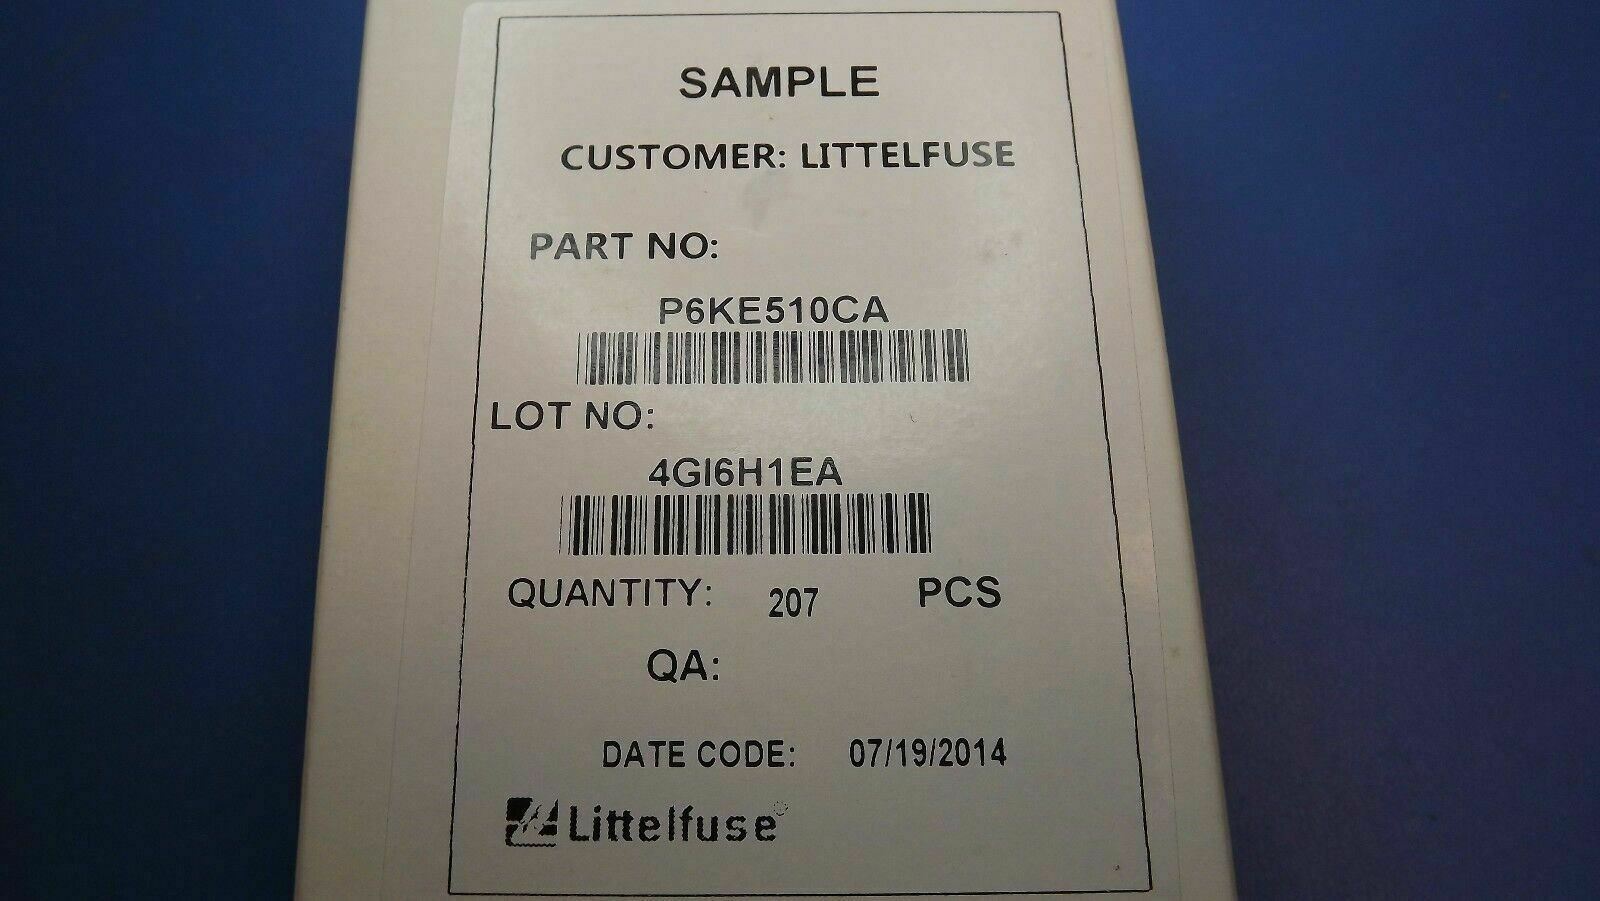 SAMPLE
CUSTOMER: LITTELFUSE
PART NO:
P6KE510CA
LOT NO:
4GI6H1EA
QUANTITY: 207 PCS
QA:
DATE CODE: 07/19/2014
Littelfuse®